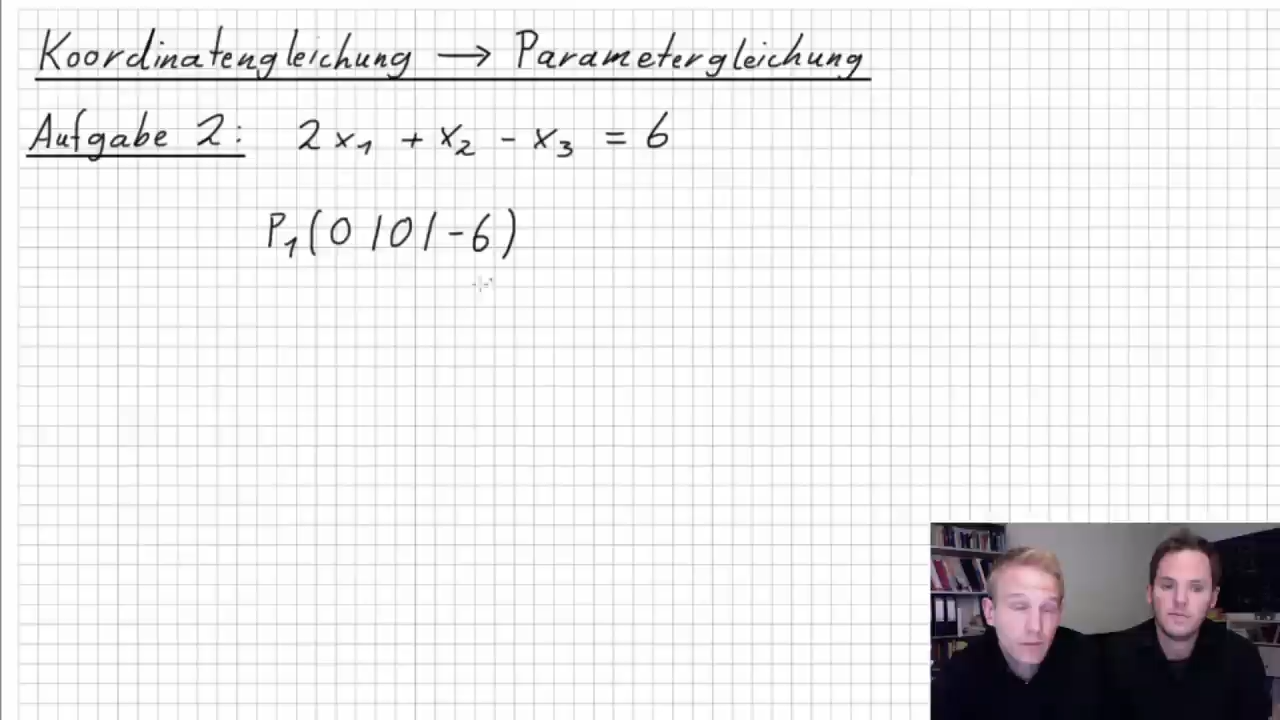 Koordinatengleichung → Parametergleichung
Aufgabe 2: 2x₁ + x₂ - x₃ = 6
P₁(0|0|-6)